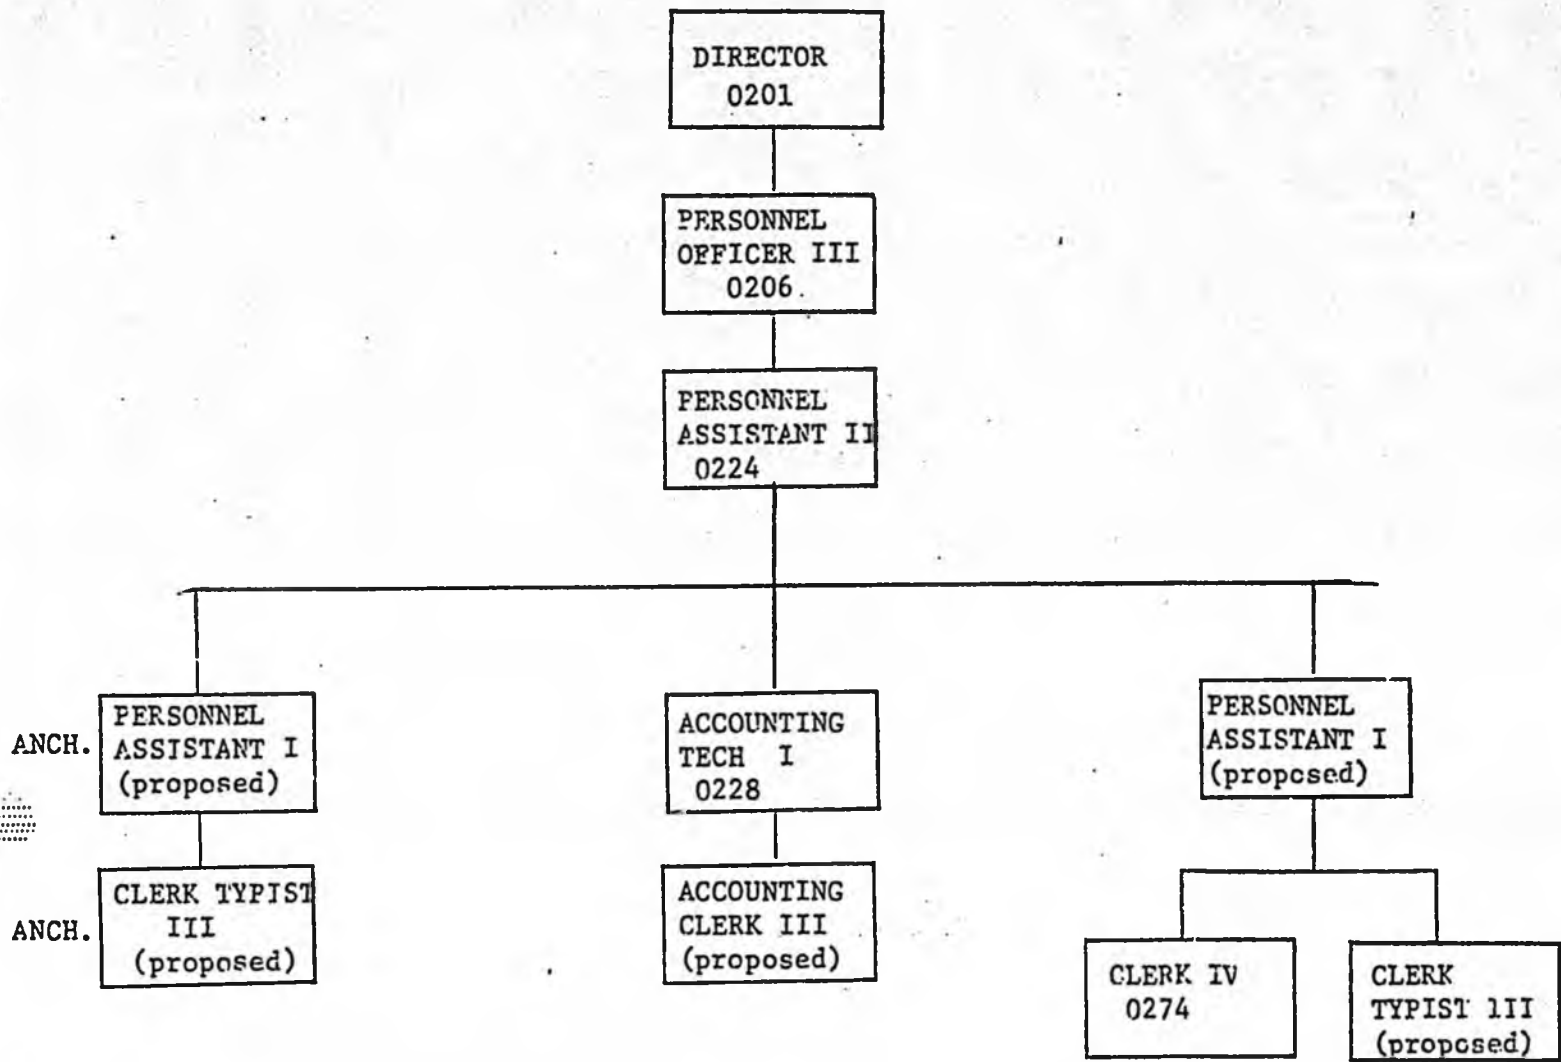 DIRECTOR
0201
PERSONNEL
OFFICER III
0206
PERSONNEL
ASSISTANT II
0224
ANCH.
PERSONNEL
ASSISTANT I
(proposed)
ACCOUNTING
TECH I
0228
PERSONNEL
ASSISTANT I
(proposed)
ANCH.
CLERK TYPIST
III
(proposed)
ACCOUNTING
CLERK III
(proposed)
CLERK IV
0274
CLERK
TYPIST III
(proposed)